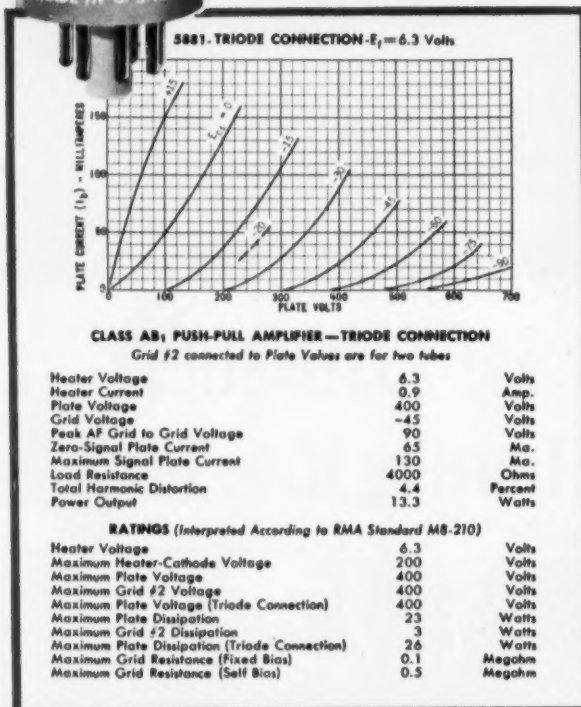 5881-TRIODE CONNECTION-Ef=6.3 Volts
PLATE CURRENT (Ib) - MILLIAMPERES
150
100
50
0
+15
Ec1 = 0
-15
-20
-30
-45
-60
-75
-90
0 100 200 300 400 500 600 700
PLATE VOLTS
CLASS AB1 PUSH-PULL AMPLIFIER—TRIODE CONNECTION
Grid #2 connected to Plate Values are for two tubes
Heater Voltage 6.3 Volts
Heater Current 0.9 Amp.
Plate Voltage 400 Volts
Grid Voltage -45 Volts
Peak AF Grid to Grid Voltage 90 Volts
Zero-Signal Plate Current 65 Ma.
Maximum Signal Plate Current 130 Ma.
Load Resistance 4000 Ohms
Total Harmonic Distortion 4.4 Percent
Power Output 13.3 Watts
RATINGS (Interpreted According to RMA Standard M8-210)
Heater Voltage 6.3 Volts
Maximum Heater-Cathode Voltage 200 Volts
Maximum Plate Voltage 400 Volts
Maximum Grid #2 Voltage 400 Volts
Maximum Plate Voltage (Triode Connection) 400 Volts
Maximum Plate Dissipation 23 Watts
Maximum Grid #2 Dissipation 3 Watts
Maximum Plate Dissipation (Triode Connection) 26 Watts
Maximum Grid Resistance (Fixed Bias) 0.1 Megohm
Maximum Grid Resistance (Self Bias) 0.5 Megohm